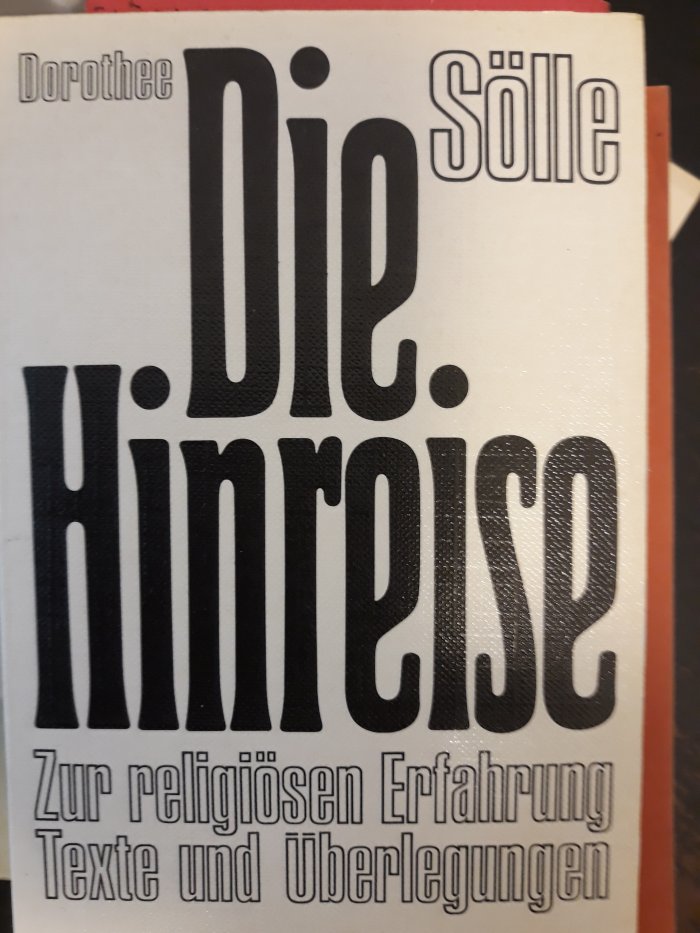 Dorothee
Sölle
Die
Hinreise
Zur religiösen Erfahrung
Texte und Überlegungen